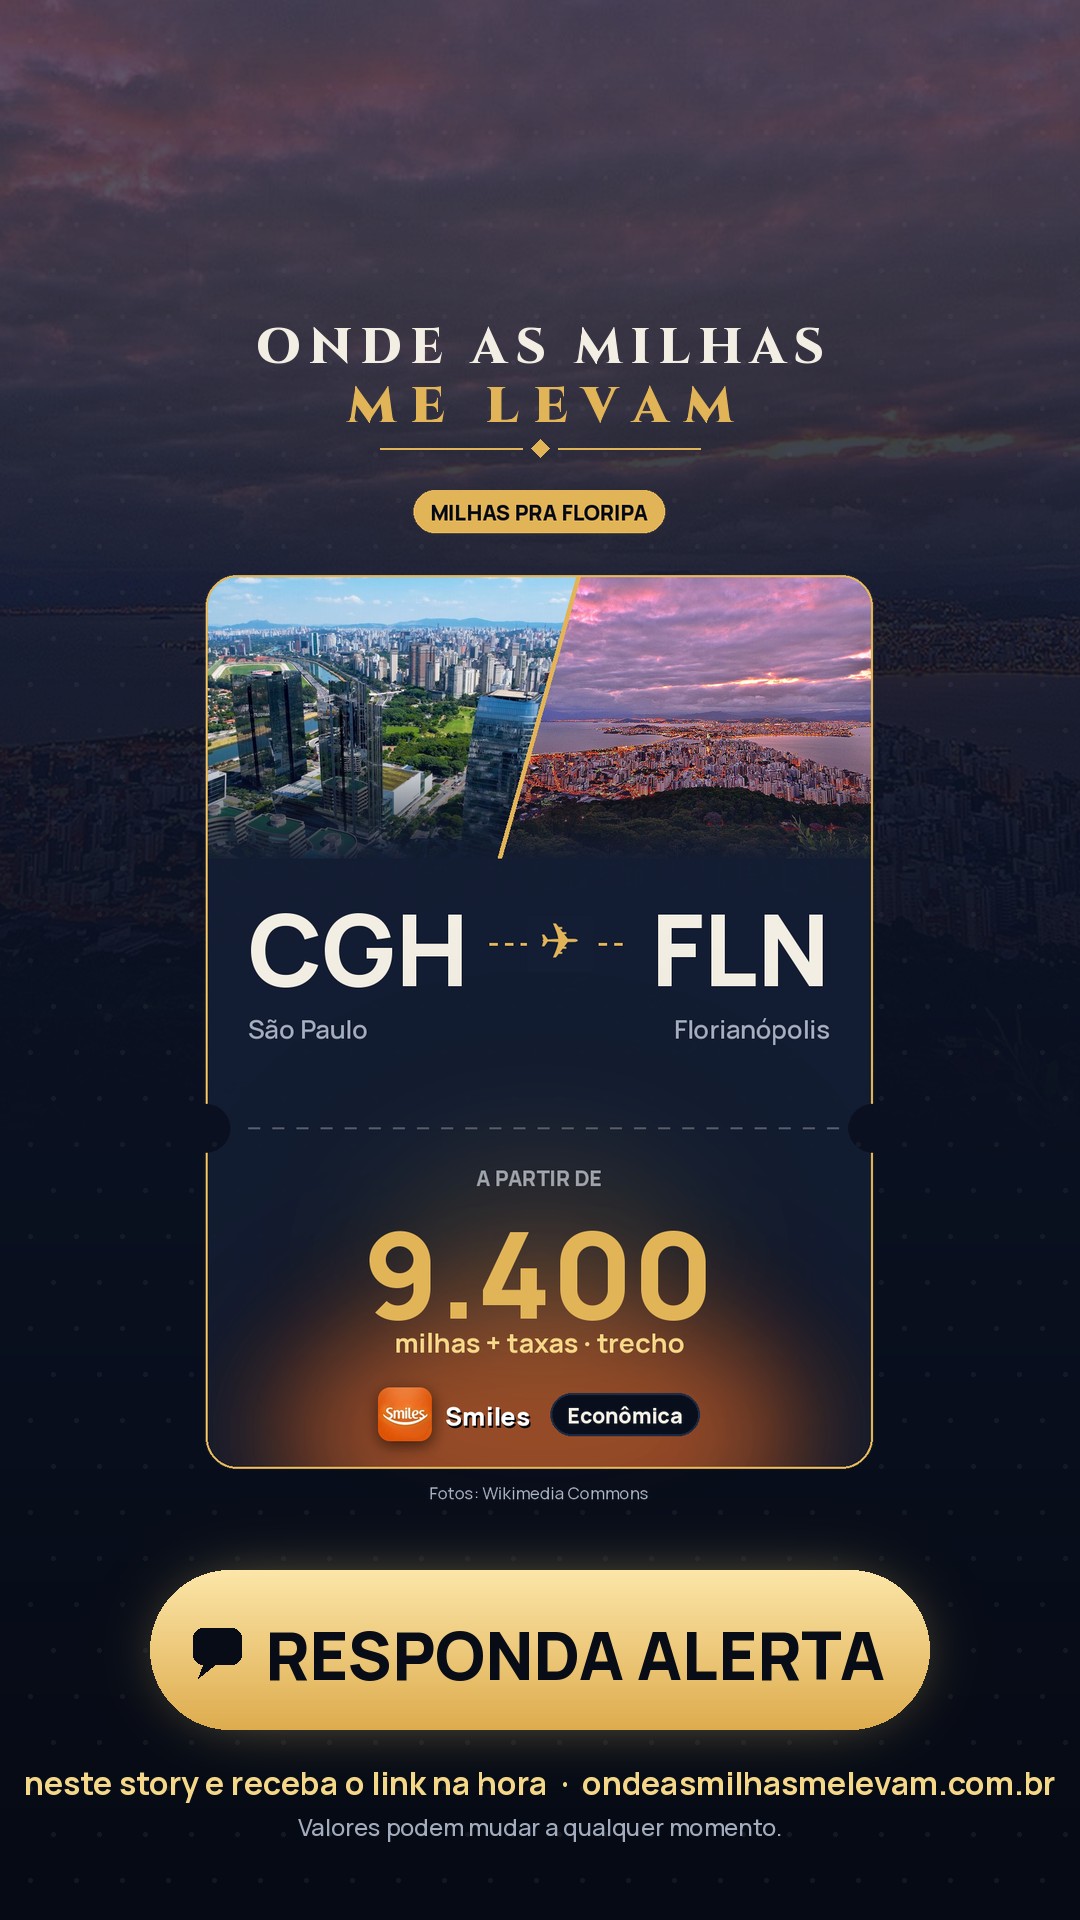 ONDE AS MILHAS
ME LEVAM
MILHAS PRA FLORIPA
CGH FLN
São Paulo Florianópolis
A PARTIR DE
9.400
milhas + taxas · trecho
Smiles Smiles Econômica
Fotos: Wikimedia Commons
RESPONDA ALERTA
neste story e receba o link na hora · ondeasmilhasmelevam.com.br
Valores podem mudar a qualquer momento.